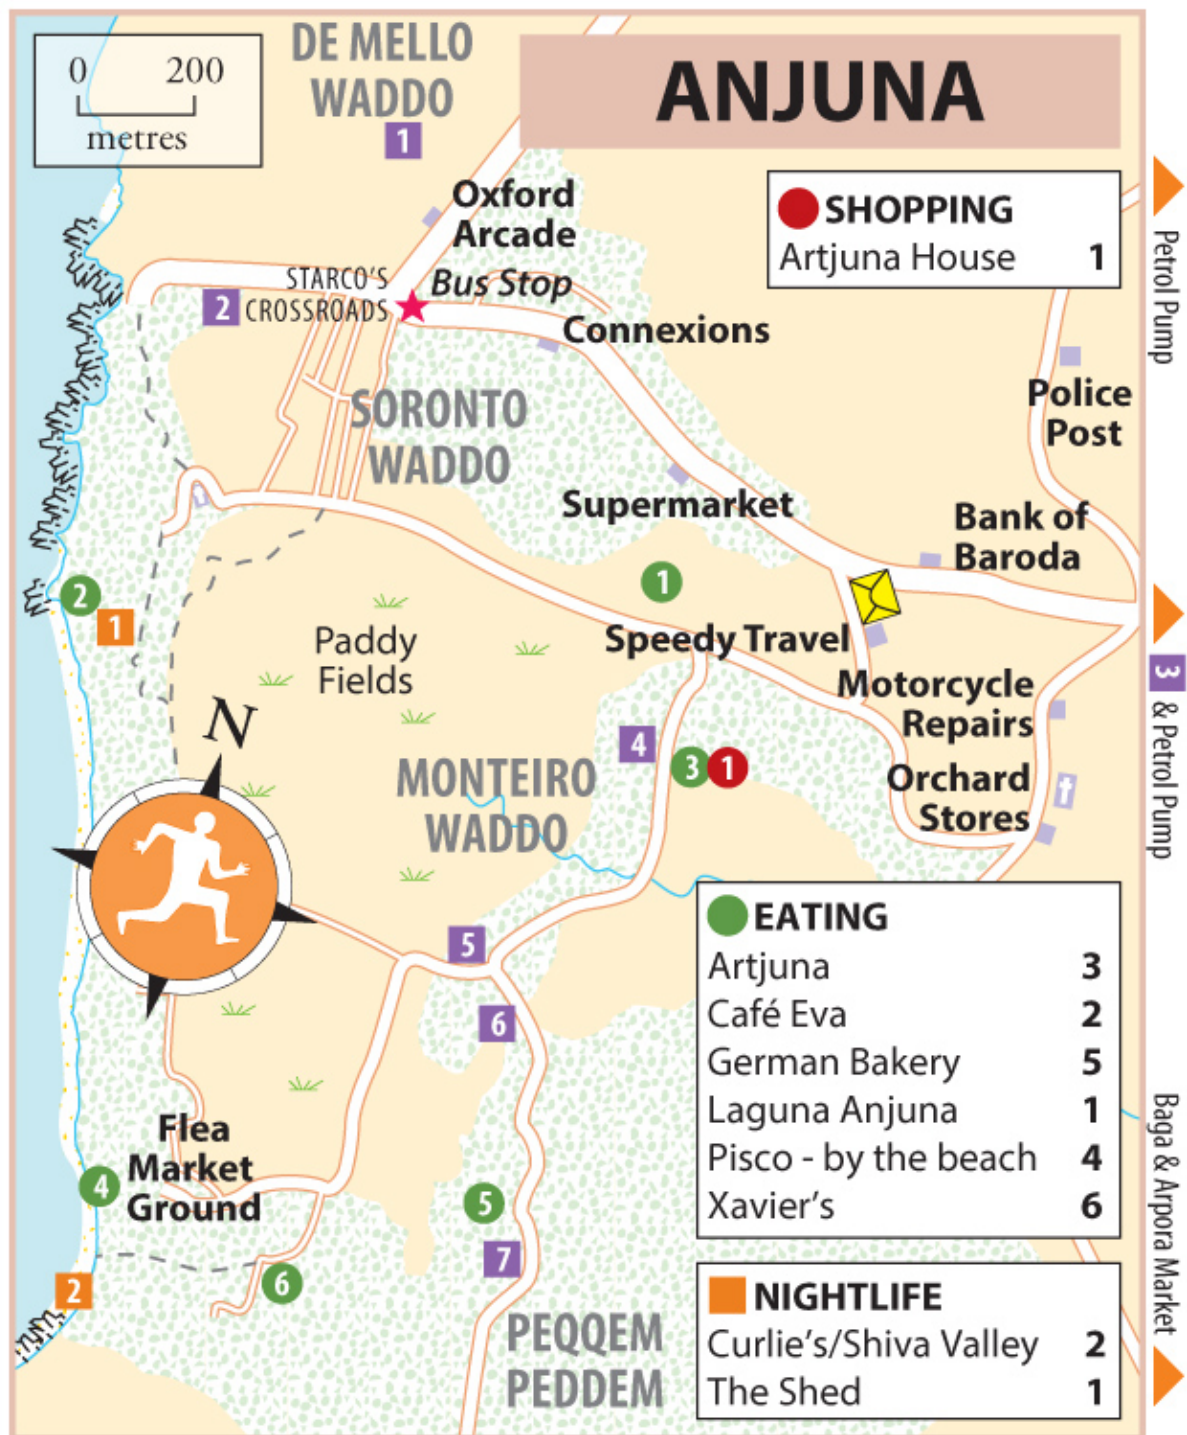 DE MELLO
WADDO
1
0 200
metres
ANJUNA
SHOPPING
Artjuna House 1
Oxford
Arcade
Bus Stop
STARCO'S
CROSSROADS
2
Connexions
Petrol Pump
Police
Post
SORONTO
WADDO
Supermarket
Bank of
Baroda
2
1
1
Paddy
Fields
Speedy Travel
Motorcycle
Repairs
3 & Petrol Pump
N
4
3 1
MONTEIRO
WADDO
Orchard
Stores
EATING
Artjuna 3
Café Eva 2
German Bakery 5
Laguna Anjuna 1
Pisco - by the beach 4
Xavier's 6
5
6
Flea
Market
Ground
4
5
7
6
2
Baga & Arpora Market
NIGHTLIFE
Curlie's/Shiva Valley 2
The Shed 1
PEQQEM
PEDDEM